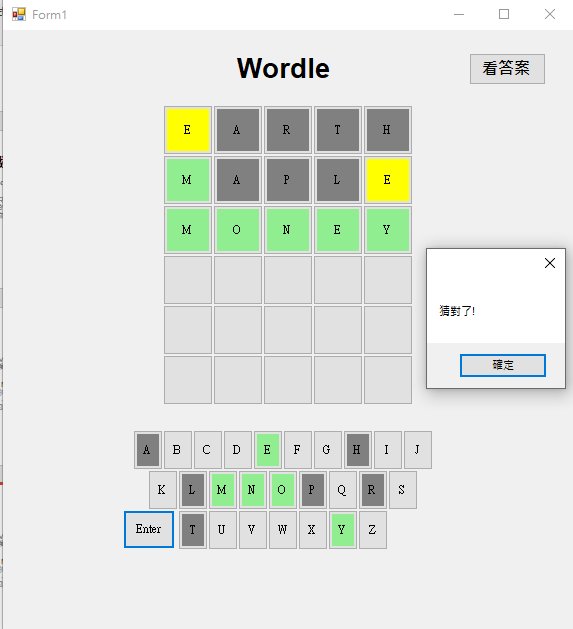 Form1
Wordle
看答案
E A R T H
M A P L E
M O N E Y
猜對了!
確定
A B C D E F G H I J
K L M N O P Q R S
Enter T U V W X Y Z